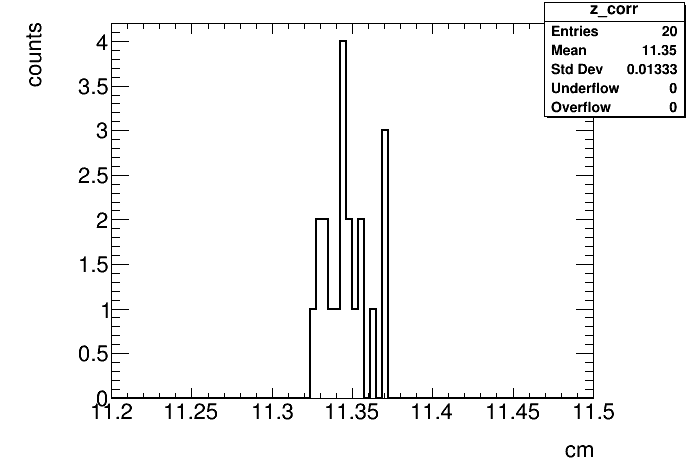 z_corr
Entries 20
Mean 11.35
Std Dev 0.01333
Underflow 0
Overflow 0
counts
4
3.5
3
2.5
2
1.5
1
0.5
0
11.2 11.25 11.3 11.35 11.4 11.45 11.5
cm